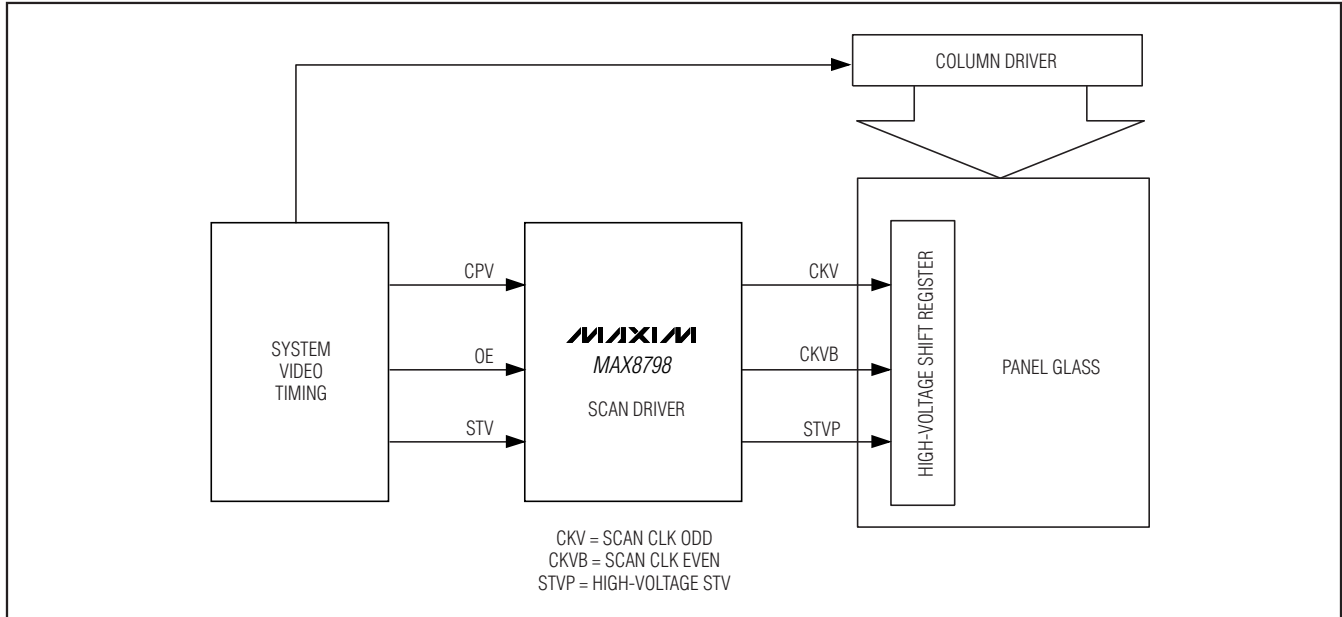 COLUMN DRIVER
SYSTEM
VIDEO
TIMING
CPV
OE
STV
MAXIM
MAX8798
SCAN DRIVER
CKV
CKVB
STVP
HIGH-VOLTAGE SHIFT REGISTER
PANEL GLASS
CKV = SCAN CLK ODD
CKVB = SCAN CLK EVEN
STVP = HIGH-VOLTAGE STV